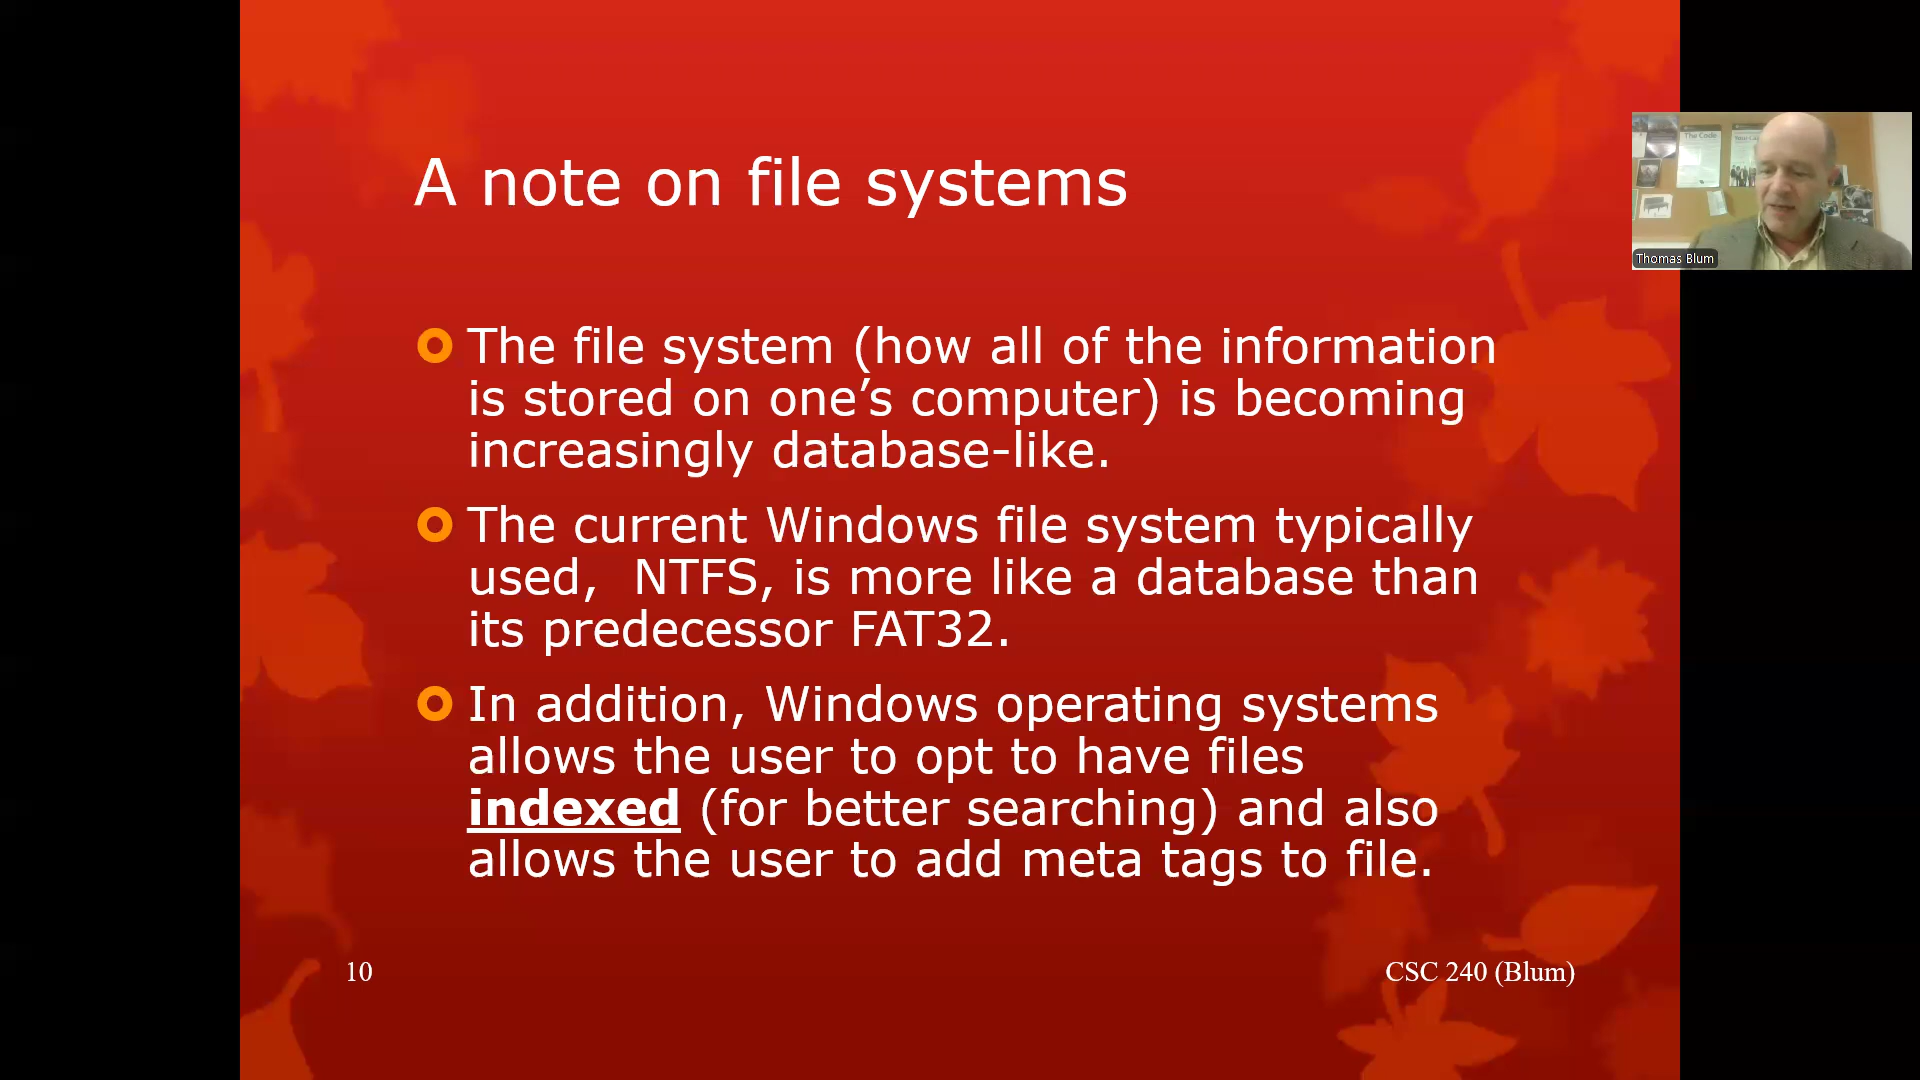 A note on file systems
The file system (how all of the information
is stored on one’s computer) is becoming
increasingly database-like.
The current Windows file system typically
used,  NTFS, is more like a database than
its predecessor FAT32.
In addition, Windows operating systems
allows the user to opt to have files
indexed (for better searching) and also
allows the user to add meta tags to file.
10
CSC 240 (Blum)
The Code
Thomas Blum